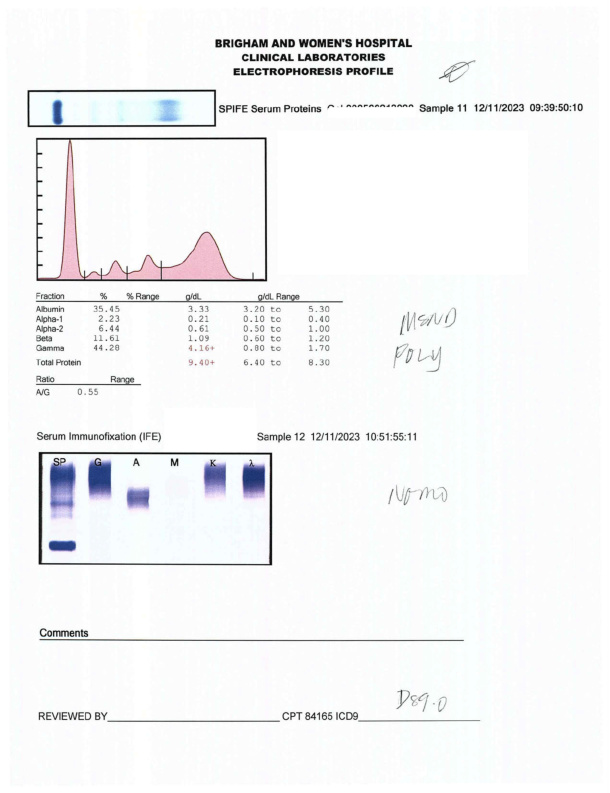 BRIGHAM AND WOMEN'S HOSPITAL
CLINICAL LABORATORIES
ELECTROPHORESIS PROFILE
SPIFE Serum Proteins Sample 11 12/11/2023 09:39:50:10
Fraction % % Range g/dL g/dL Range
Albumin 35.45 3.33 3.20 to 5.30
Alpha-1 2.23 0.21 0.10 to 0.40
Alpha-2 6.44 0.61 0.50 to 1.00
Beta 11.61 1.09 0.60 to 1.20
Gamma 44.28 4.16+ 0.80 to 1.70
Total Protein 9.40+ 6.40 to 8.30
POLY
Ratio Range
A/G 0.55
Serum Immunofixation (IFE) Sample 12 12/11/2023 10:51:55:11
SP G A M K λ
Comments
D89.0
REVIEWED BY CPT 84165 ICD9